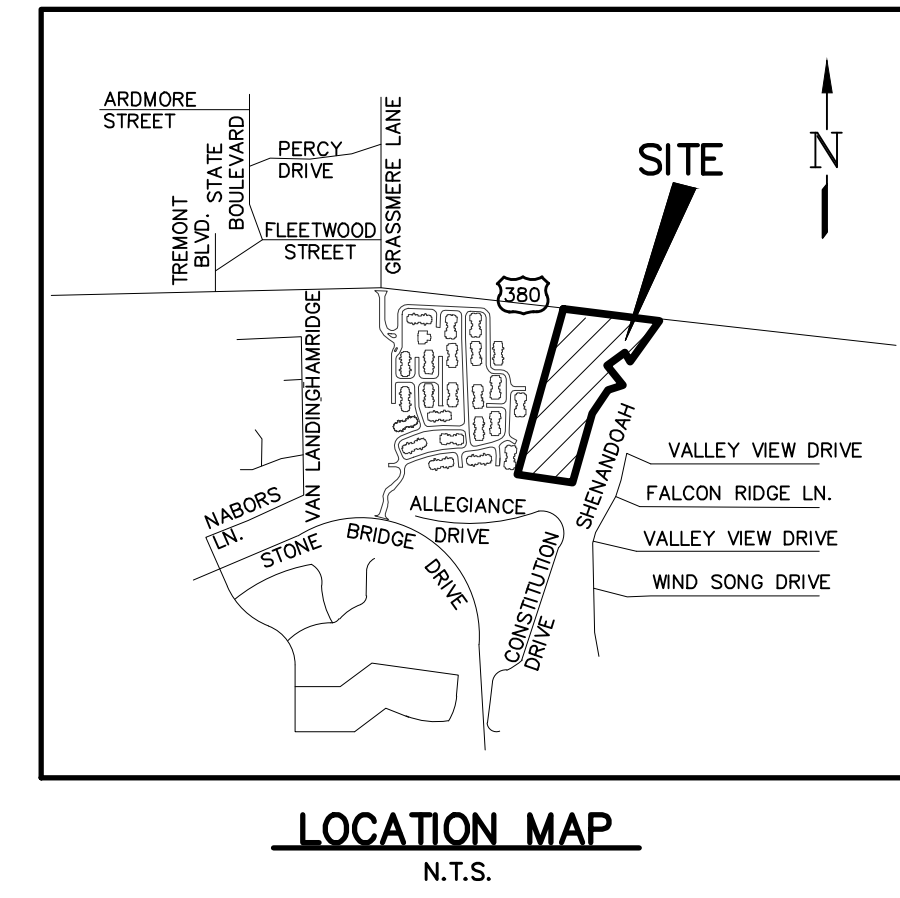 ARDMORE
STREET
STATE
BOULEVARD
PERCY
DRIVE
GRASSMERE LANE
TREMONT
BLVD.
FLEETWOOD
STREET
SITE
N
380
VAN LANDINGHAMRIDGE
SHENANDOAH
VALLEY VIEW DRIVE
FALCON RIDGE LN.
VALLEY VIEW DRIVE
WIND SONG DRIVE
NABORS
LN.
STONE BRIDGE DRIVE
ALLEGIANCE
DRIVE
CONSTITUTION
DRIVE
LOCATION MAP
N.T.S.